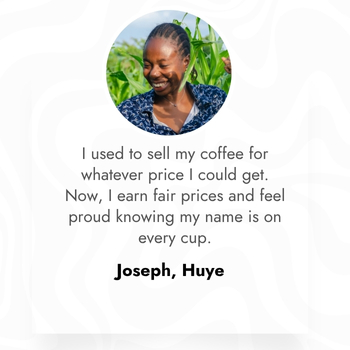 I used to sell my coffee for
whatever price I could get.
Now, I earn fair prices and feel
proud knowing my name is on
every cup.
Joseph, Huye